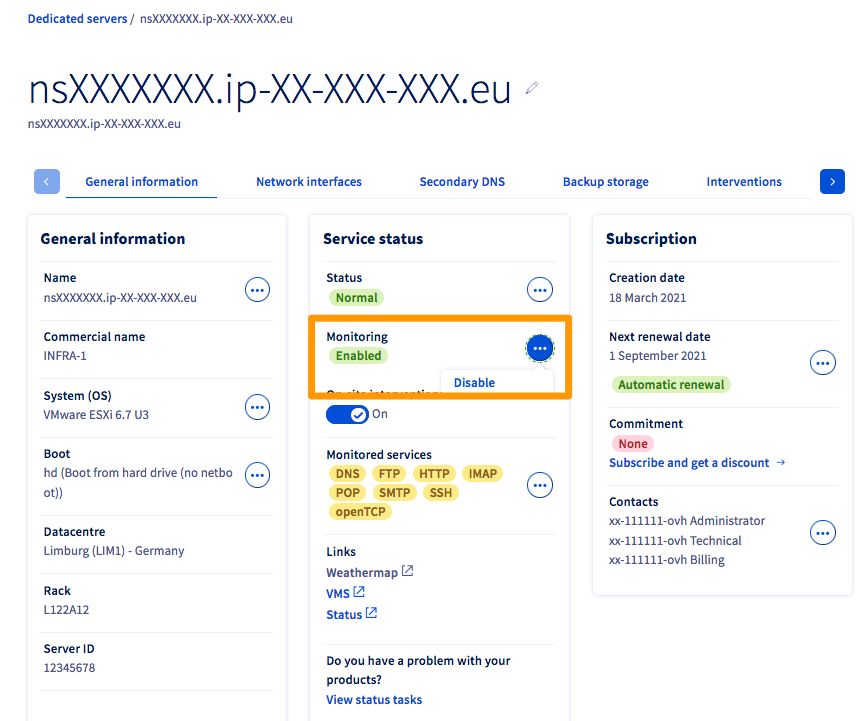 Dedicated servers / nsXXXXXXX.ip-XX-XXX-XXX.eu
nsXXXXXXX.ip-XX-XXX-XXX.eu
nsXXXXXXX.ip-XX-XXX-XXX.eu
General information
Network interfaces
Secondary DNS
Backup storage
Interventions
General information
Name
nsXXXXXXX.ip-XX-XXX-XXX.eu
Commercial name
INFRA-1
System (OS)
VMware ESXi 6.7 U3
Boot
hd (Boot from hard drive (no netbo
ot))
Datacentre
Limburg (LIM1) - Germany
Rack
L122A12
Server ID
12345678
Service status
Status
Normal
Monitoring
Enabled
Disable
On-site interventions
On
Monitored services
DNS FTP HTTP IMAP
POP SMTP SSH
openTCP
Links
Weathermap
VMS
Status
Do you have a problem with your
products?
View status tasks
Subscription
Creation date
18 March 2021
Next renewal date
1 September 2021
Automatic renewal
Commitment
None
Subscribe and get a discount →
Contacts
xx-111111-ovh Administrator
xx-111111-ovh Technical
xx-111111-ovh Billing